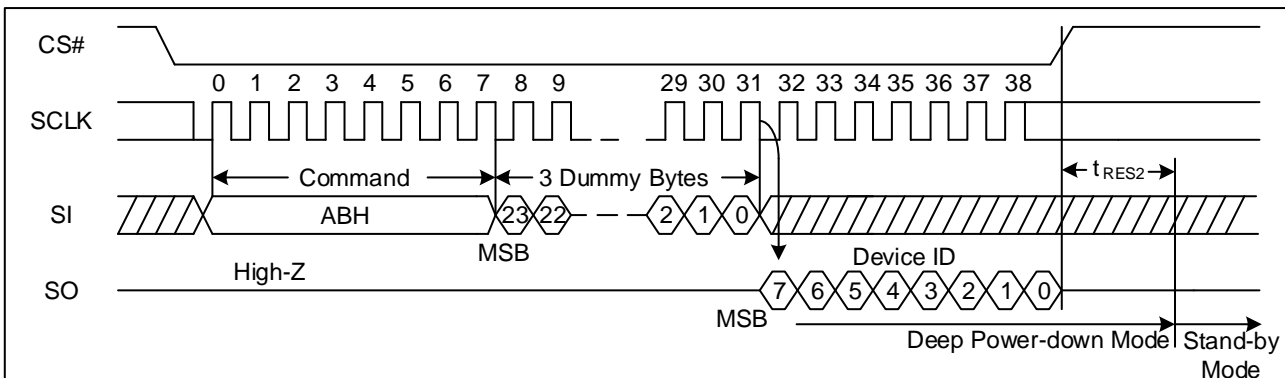 CS#
0 1 2 3 4 5 6 7 8 9 29 30 31 32 33 34 35 36 37 38
SCLK
Command 3 Dummy Bytes tRES2
SI ABH 23 22 2 1 0
MSB
High-Z Device ID
SO 7 6 5 4 3 2 1 0
MSB
Deep Power-down Mode Stand-by
Mode